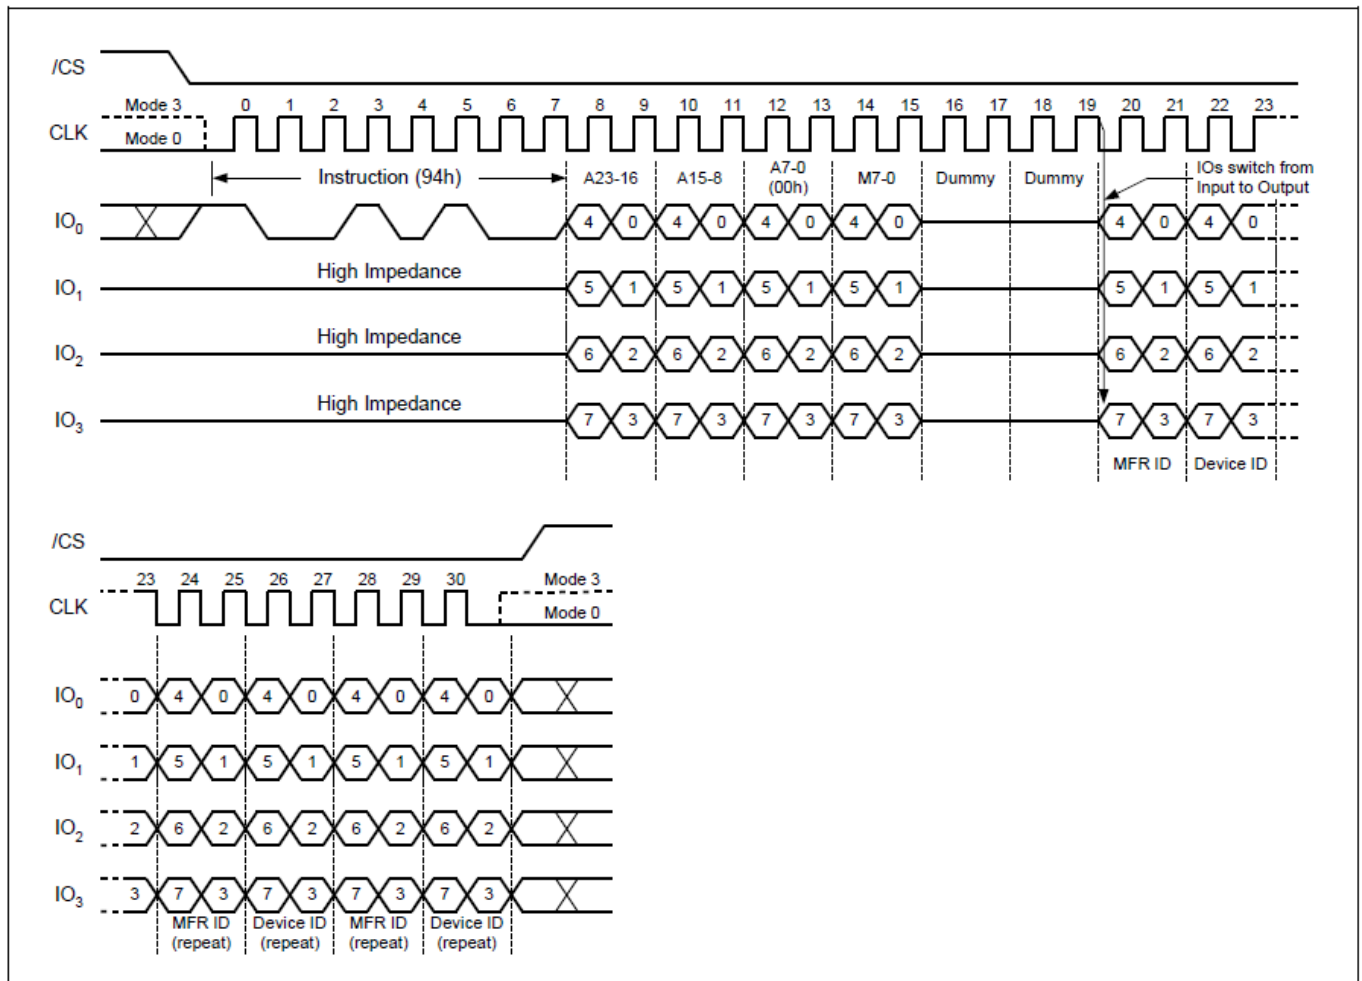 /CS
Mode 3
0 1 2 3 4 5 6 7 8 9 10 11 12 13 14 15 16 17 18 19 20 21 22 23
CLK
Mode 0
Instruction (94h)
A23-16
A15-8
A7-0
(00h)
M7-0
Dummy
Dummy
IOs switch from
Input to Output
IO0 4 0 4 0 4 0 4 0 4 0 4 0
High Impedance
IO1 5 1 5 1 5 1 5 1 5 1 5 1
High Impedance
IO2 6 2 6 2 6 2 6 2 6 2 6 2
High Impedance
IO3 7 3 7 3 7 3 7 3 7 3 7 3
MFR ID Device ID
/CS
23 24 25 26 27 28 29 30 Mode 3
CLK
Mode 0
IO0 0 4 0 4 0 4 0 4 0
IO1 1 5 1 5 1 5 1 5 1
IO2 2 6 2 6 2 6 2 6 2
IO3 3 7 3 7 3 7 3 7 3
MFR ID Device ID MFR ID Device ID
(repeat) (repeat) (repeat) (repeat)